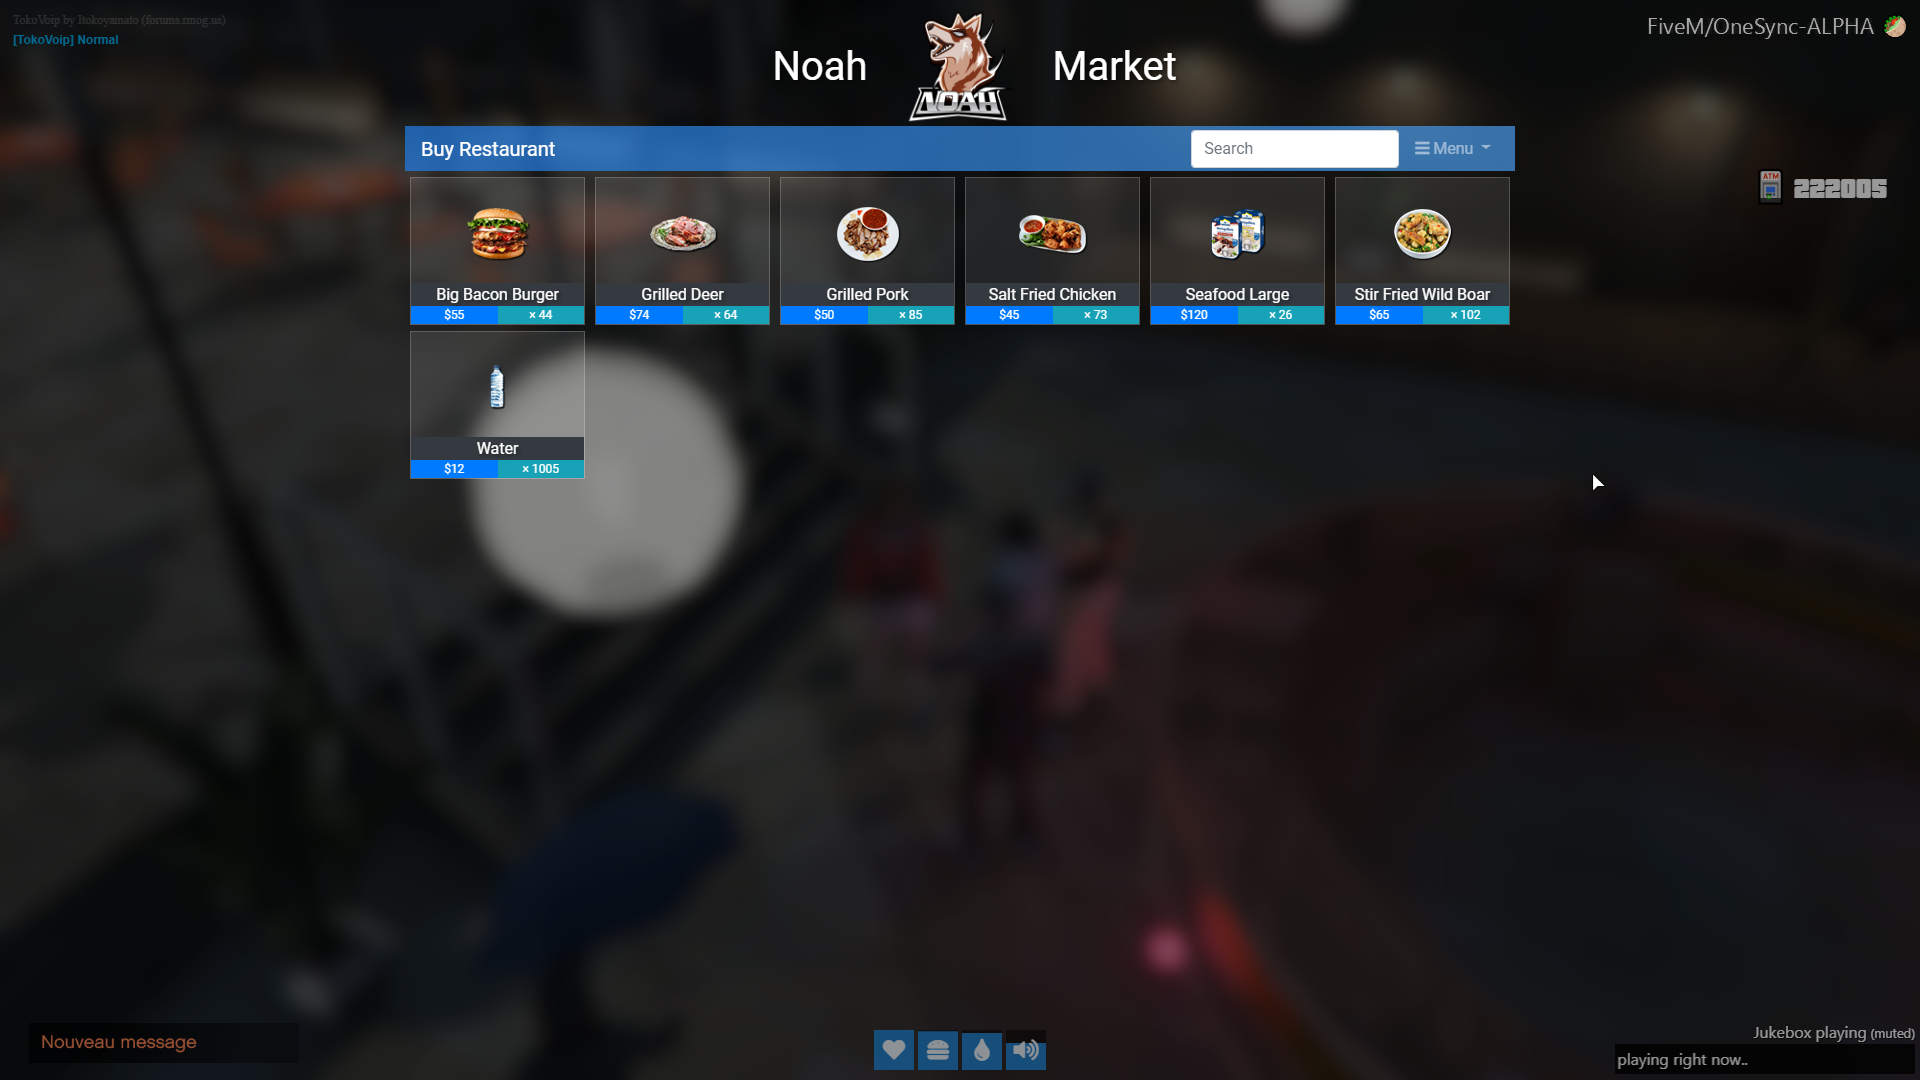 TokoVoip by Itokoyamato (forums.rmog.us)
[TokoVoip] Normal
FiveM/OneSync-ALPHA
Noah
NOAH
Market
Buy Restaurant
Search
Menu
ATM
222005
Big Bacon Burger
$55
× 44
Grilled Deer
$74
× 64
Grilled Pork
$50
× 85
Salt Fried Chicken
$45
× 73
Seafood Large
$120
× 26
Stir Fried Wild Boar
$65
× 102
Water
$12
× 1005
Nouveau message
Jukebox playing (muted)
playing right now..